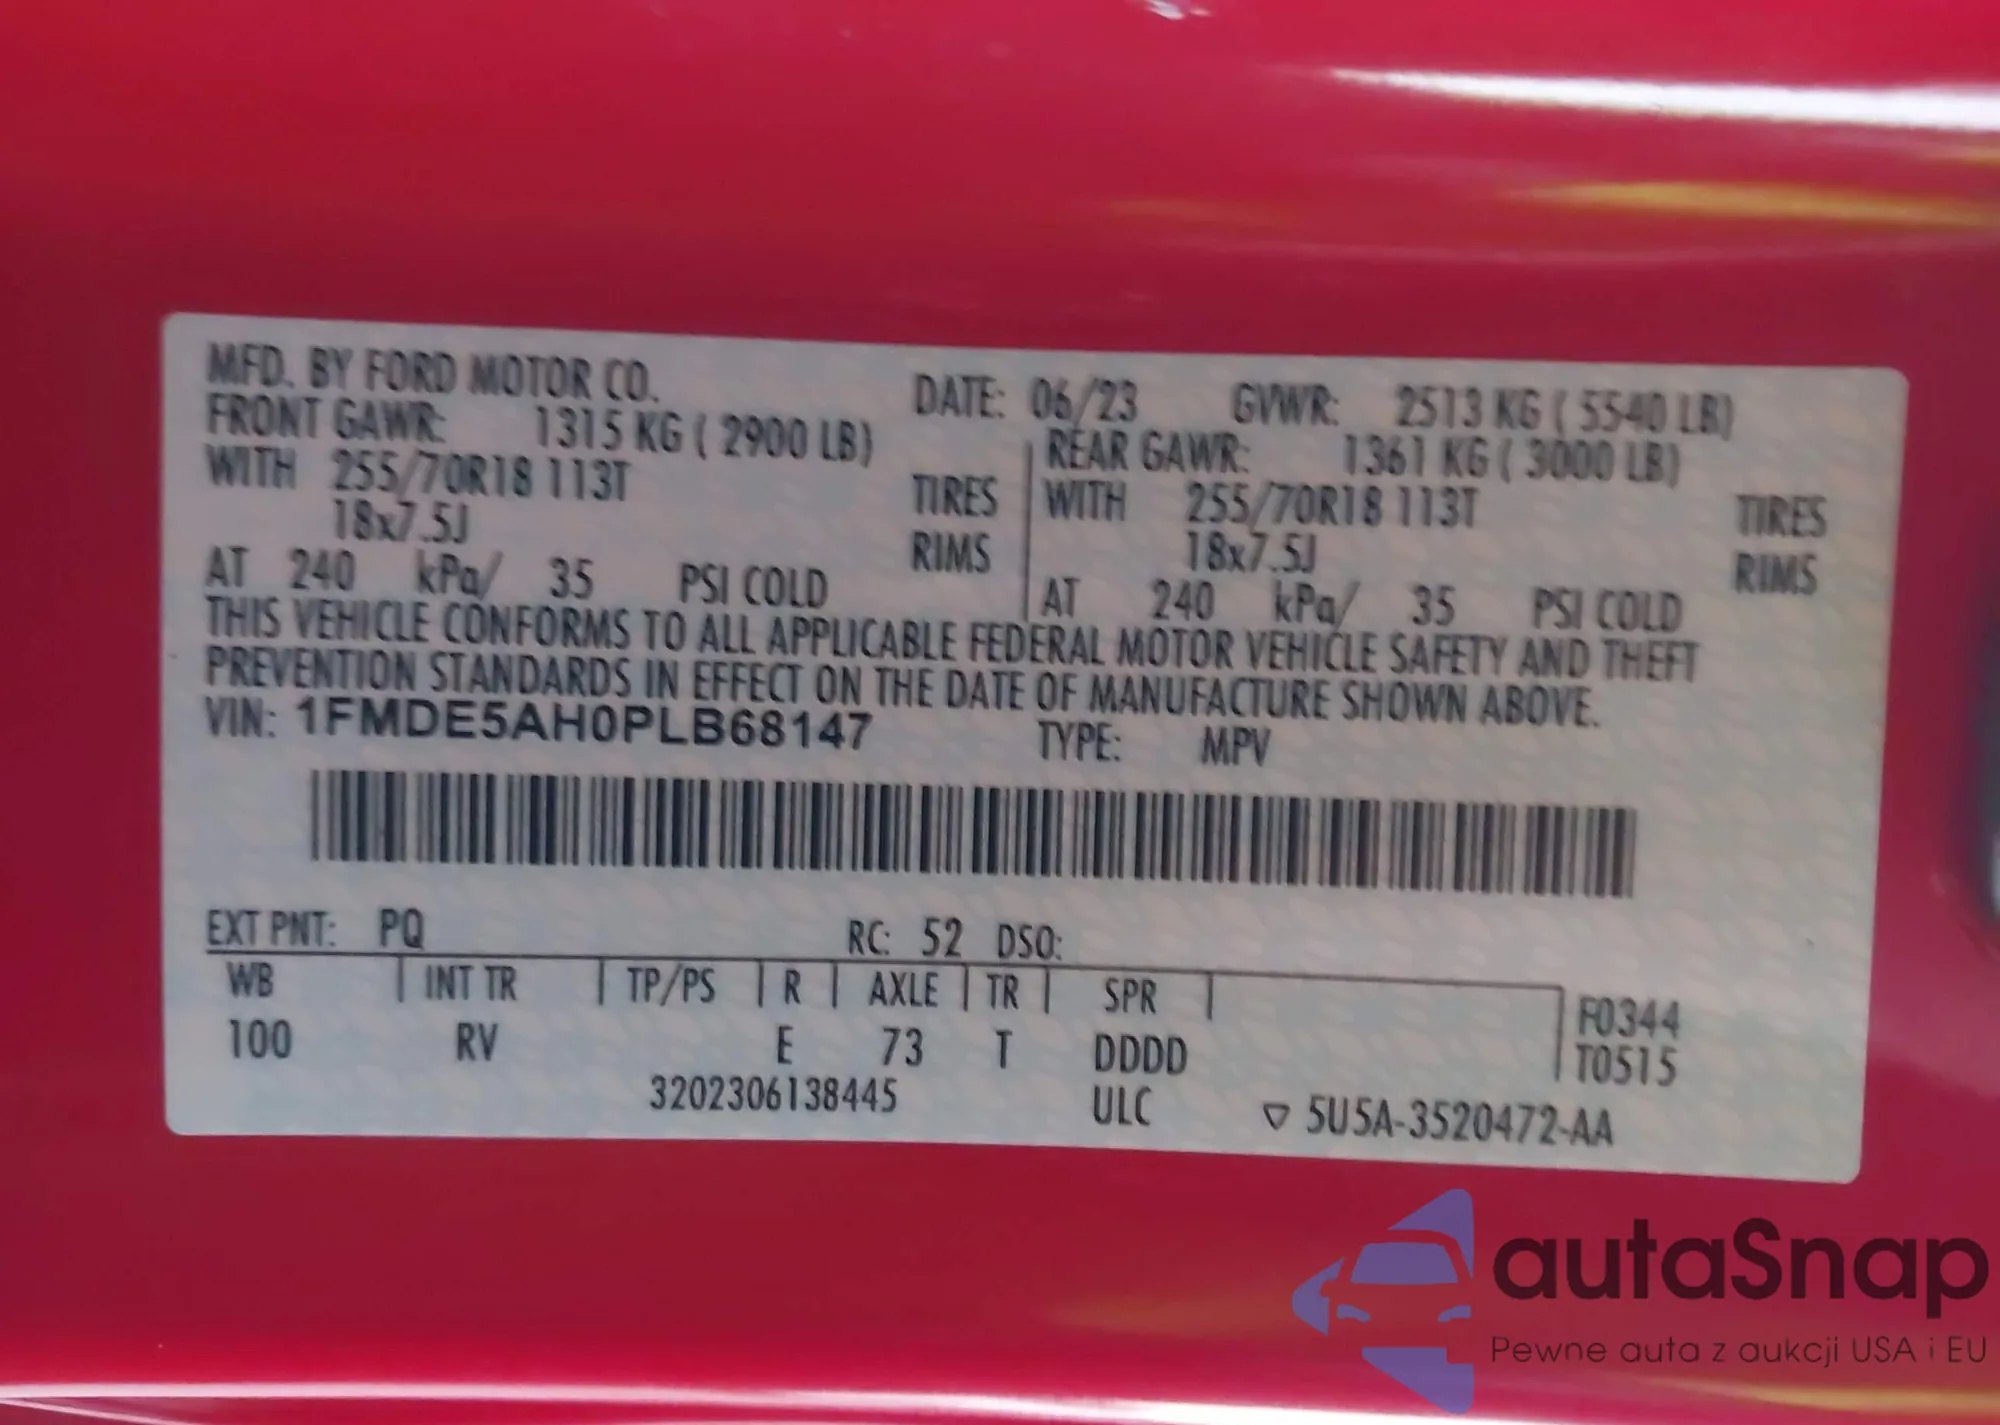 MFD. BY FORD MOTOR CO. DATE: 06/23 GVWR: 2513 KG ( 5540 LB)
FRONT GAWR: 1315 KG ( 2900 LB) REAR GAWR: 1361 KG ( 3000 LB)
WITH 255/70R18 113T TIRES WITH 255/70R18 113T TIRES
18x7.5J RIMS 18x7.5J RIMS
AT 240 kPa/ 35 PSI COLD AT 240 kPa/ 35 PSI COLD
THIS VEHICLE CONFORMS TO ALL APPLICABLE FEDERAL MOTOR VEHICLE SAFETY AND THEFT
PREVENTION STANDARDS IN EFFECT ON THE DATE OF MANUFACTURE SHOWN ABOVE.
VIN: 1FMDE5AH0PLB68147 TYPE: MPV
EXT PNT: PQ RC: 52 DSO:
WB INT TR TP/PS R AXLE TR SPR F0344
100 RV E 73 T DDDD T0515
3202306138445 ULC ▽ 5U5A-3520472-AA
autaSnap
Pewne auta z aukcji USA i EU